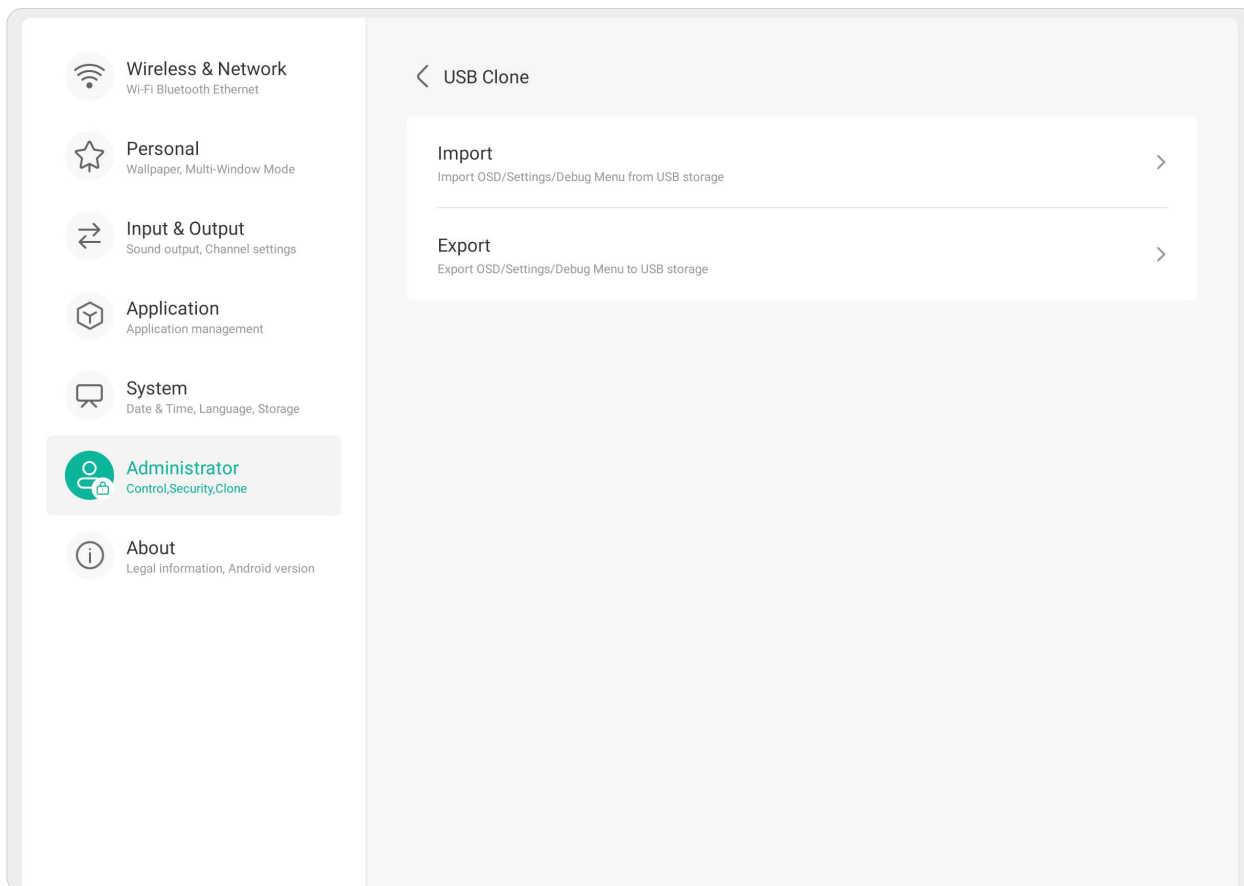 Wireless & Network
Wi-Fi Bluetooth Ethernet
Personal
Wallpaper, Multi-Window Mode
Input & Output
Sound output, Channel settings
Application
Application management
System
Date & Time, Language, Storage
Administrator
Control,Security,Clone
About
Legal information, Android version
USB Clone
Import
Import OSD/Settings/Debug Menu from USB storage
Export
Export OSD/Settings/Debug Menu to USB storage